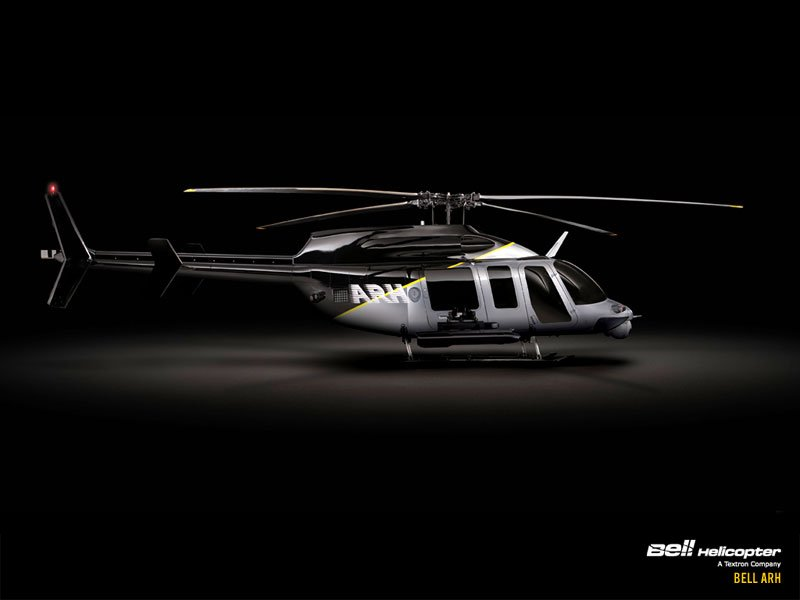 ARH
Bell Helicopter
A Textron Company
BELL ARH